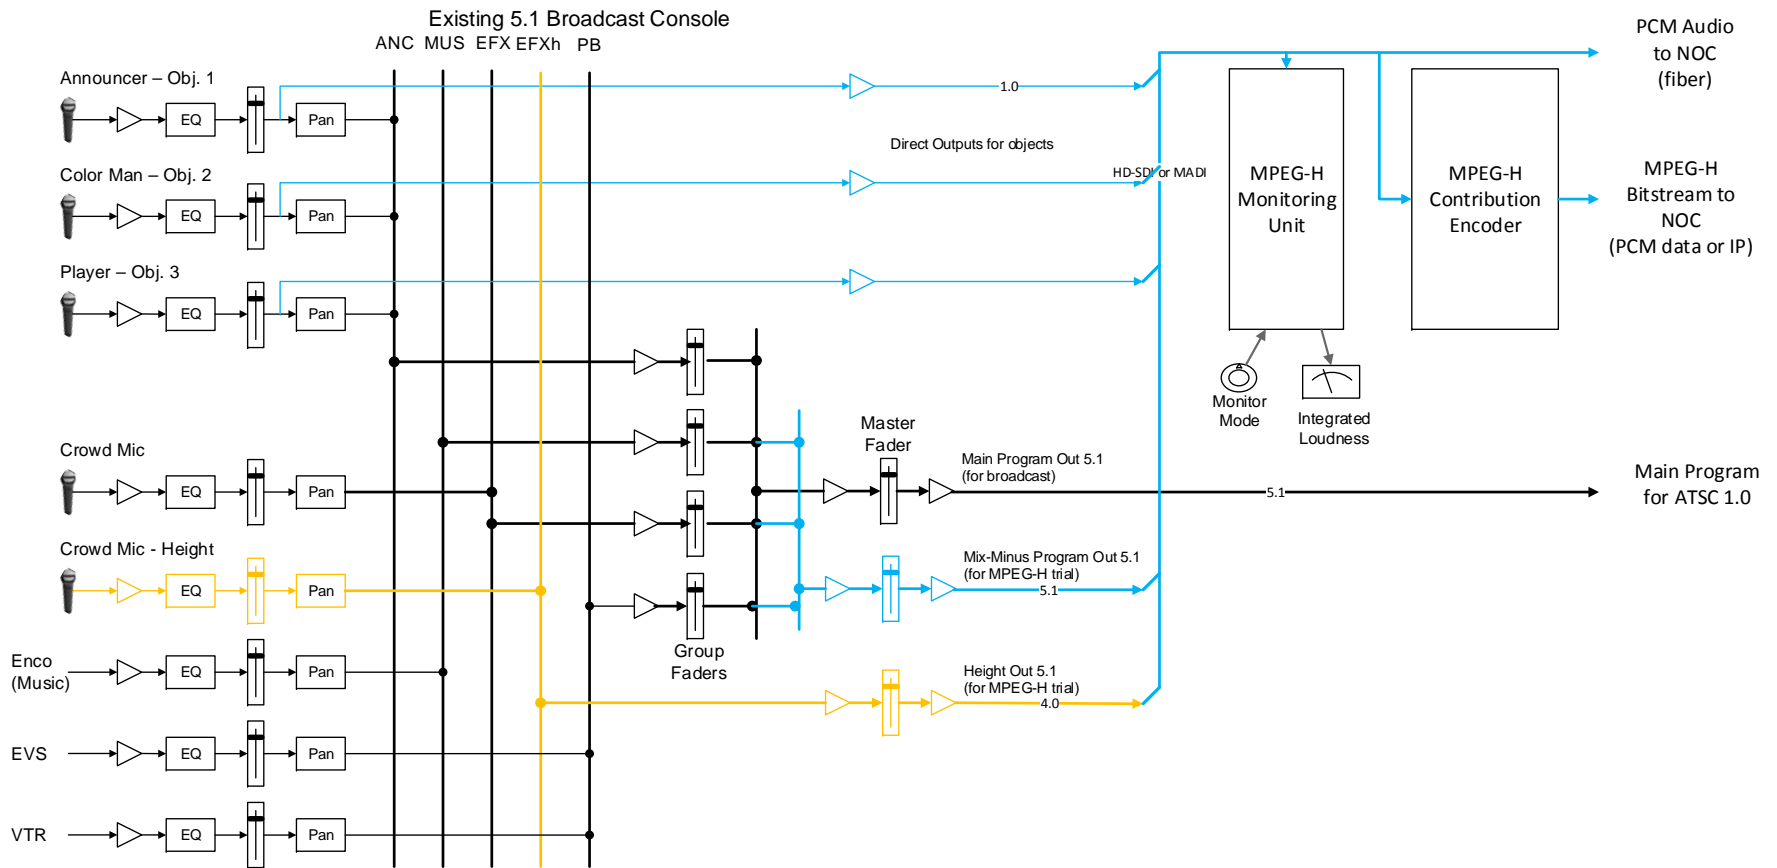 Existing 5.1 Broadcast Console
ANC MUS EFX EFXh PB
Announcer – Obj. 1
EQ
Pan
1.0
PCM Audio
to NOC
(fiber)
Direct Outputs for objects
Color Man – Obj. 2
EQ
Pan
HD-SDI or MADI
MPEG-H
Monitoring
Unit
MPEG-H
Contribution
Encoder
MPEG-H
Bitstream to
NOC
(PCM data or IP)
Player – Obj. 3
EQ
Pan
Monitor
Mode
Integrated
Loudness
Crowd Mic
EQ
Pan
Master
Fader
Main Program Out 5.1
(for broadcast)
5.1
Main Program
for ATSC 1.0
Crowd Mic - Height
EQ
Pan
Mix-Minus Program Out 5.1
(for MPEG-H trial)
5.1
Group
Faders
Enco
(Music)
EQ
Pan
Height Out 5.1
(for MPEG-H trial)
4.0
EVS
EQ
Pan
VTR
EQ
Pan